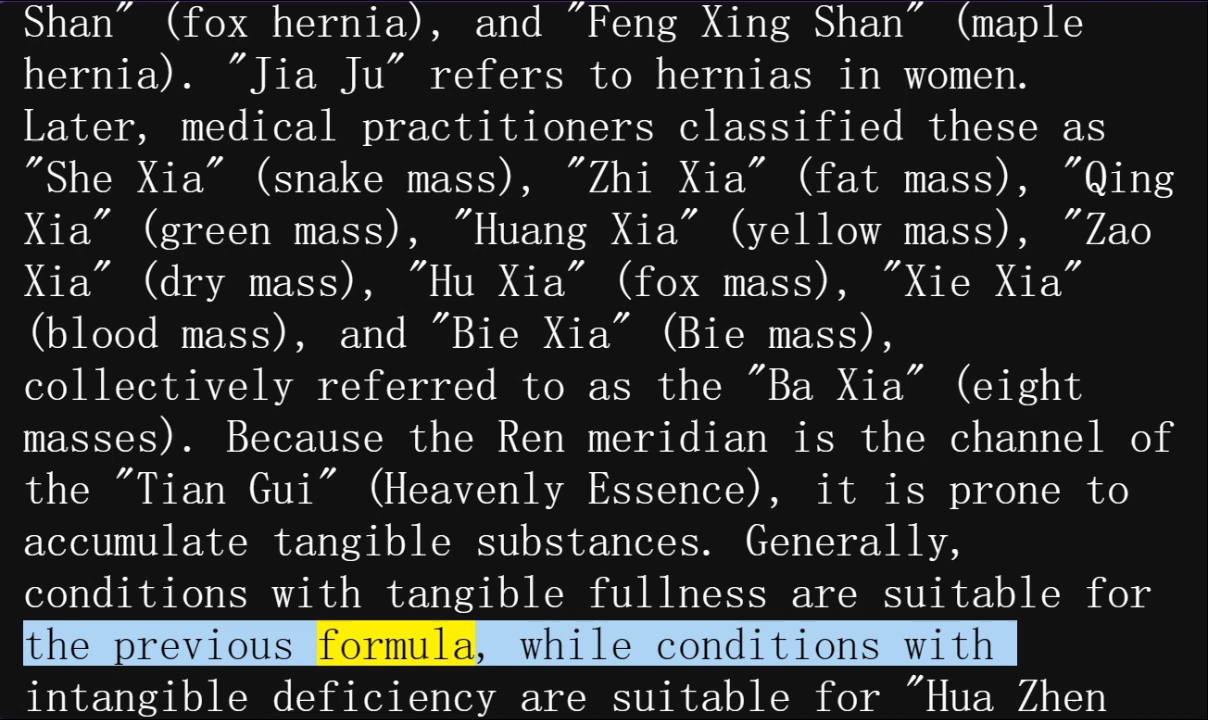 Shan" (fox hernia), and "Feng Xing Shan" (maple
hernia). "Jia Ju" refers to hernias in women.
Later, medical practitioners classified these as
"She Xia" (snake mass), "Zhi Xia" (fat mass), "Qing
Xia" (green mass), "Huang Xia" (yellow mass), "Zao
Xia" (dry mass), "Hu Xia" (fox mass), "Xie Xia"
(blood mass), and "Bie Xia" (Bie mass),
collectively referred to as the "Ba Xia" (eight
masses). Because the Ren meridian is the channel of
the "Tian Gui" (Heavenly Essence), it is prone to
accumulate tangible substances. Generally,
conditions with tangible fullness are suitable for
the previous formula, while conditions with
intangible deficiency are suitable for "Hua Zhen